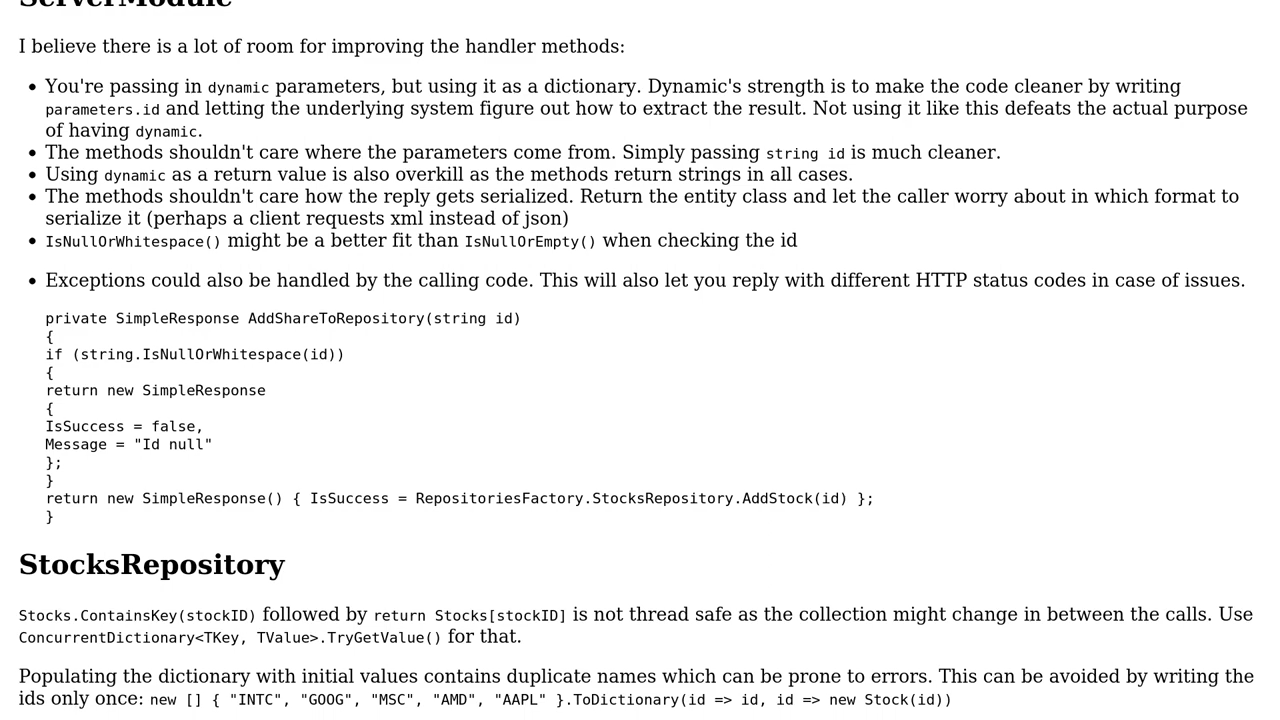 ServerModule
I believe there is a lot of room for improving the handler methods:
• You're passing in dynamic parameters, but using it as a dictionary. Dynamic's strength is to make the code cleaner by writing
parameters.id and letting the underlying system figure out how to extract the result. Not using it like this defeats the actual purpose
of having dynamic.
• The methods shouldn't care where the parameters come from. Simply passing string id is much cleaner.
• Using dynamic as a return value is also overkill as the methods return strings in all cases.
• The methods shouldn't care how the reply gets serialized. Return the entity class and let the caller worry about in which format to
serialize it (perhaps a client requests xml instead of json)
• IsNullOrWhitespace() might be a better fit than IsNullOrEmpty() when checking the id
• Exceptions could also be handled by the calling code. This will also let you reply with different HTTP status codes in case of issues.
private SimpleResponse AddShareToRepository(string id)
{
if (string.IsNullOrWhitespace(id))
{
return new SimpleResponse
{
IsSuccess = false,
Message = "Id null"
};
}
return new SimpleResponse() { IsSuccess = RepositoriesFactory.StocksRepository.AddStock(id) };
}
StocksRepository
Stocks.ContainsKey(stockID) followed by return Stocks[stockID] is not thread safe as the collection might change in between the calls. Use
ConcurrentDictionary<TKey, TValue>.TryGetValue() for that.
Populating the dictionary with initial values contains duplicate names which can be prone to errors. This can be avoided by writing the
ids only once: new [] { "INTC", "GOOG", "MSC", "AMD", "AAPL" }.ToDictionary(id => id, id => new Stock(id))